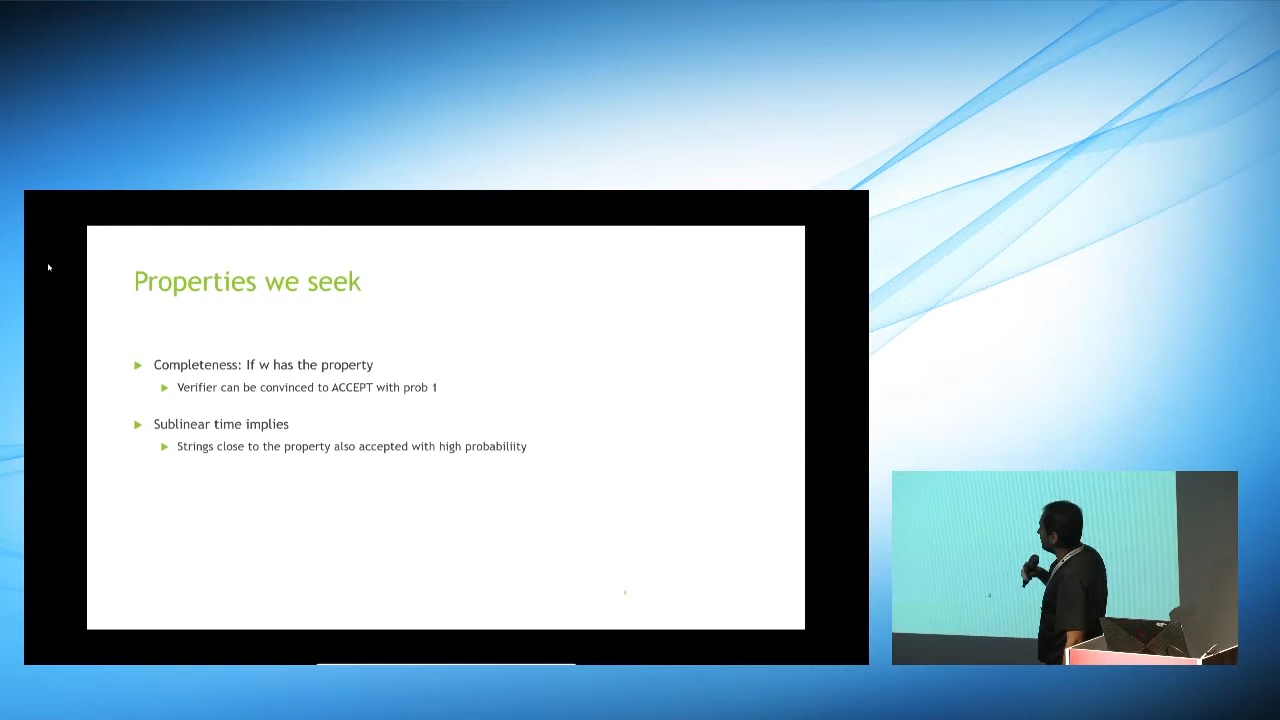 Properties we seek
Completeness: If w has the property
Verifier can be convinced to ACCEPT with prob 1
Sublinear time implies
Strings close to the property also accepted with high probabiliity